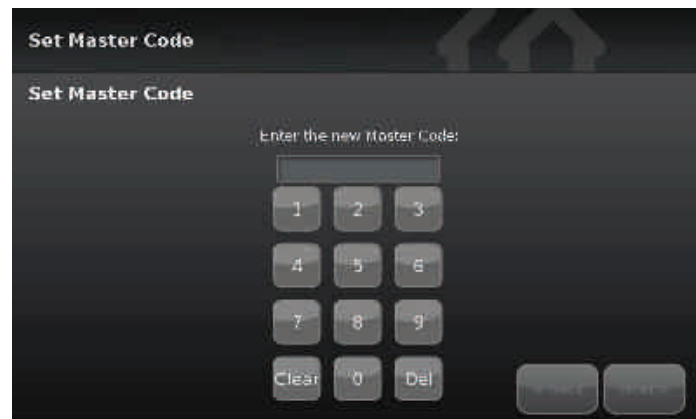 Set Master Code
Set Master Code
Enter the new Master Code:
1 2 3
4 5 6
7 8 9
Clear 0 Del